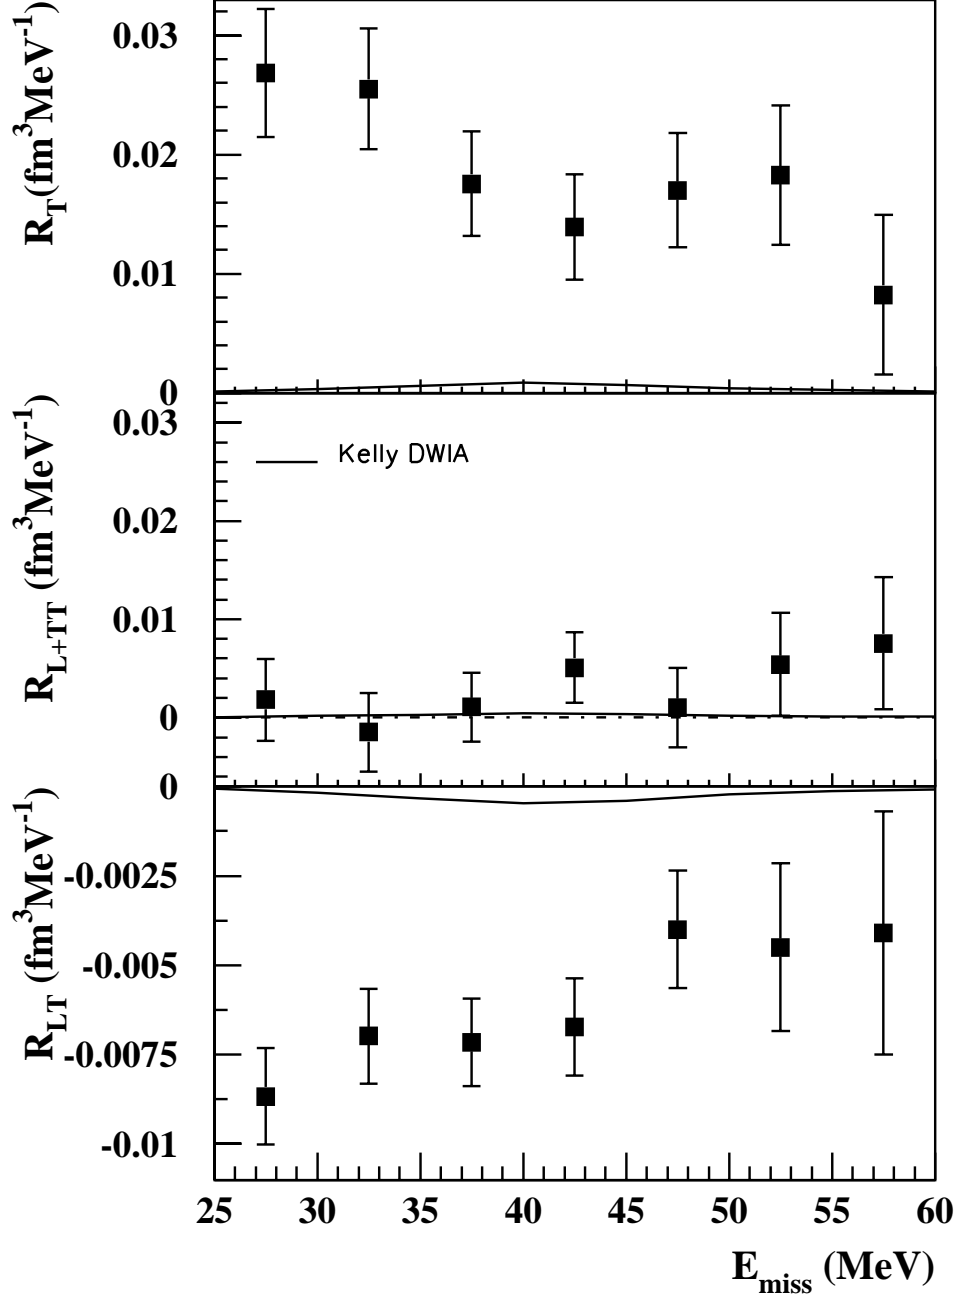 R_T(fm^3MeV^-1)
0.03
0.02
0.01
0
R_L+TT (fm^3MeV^-1)
0.03
Kelly DWIA
0.02
0.01
0
R_LT (fm^3MeV^-1)
0
-0.0025
-0.005
-0.0075
-0.01
25 30 35 40 45 50 55 60
E_miss (MeV)